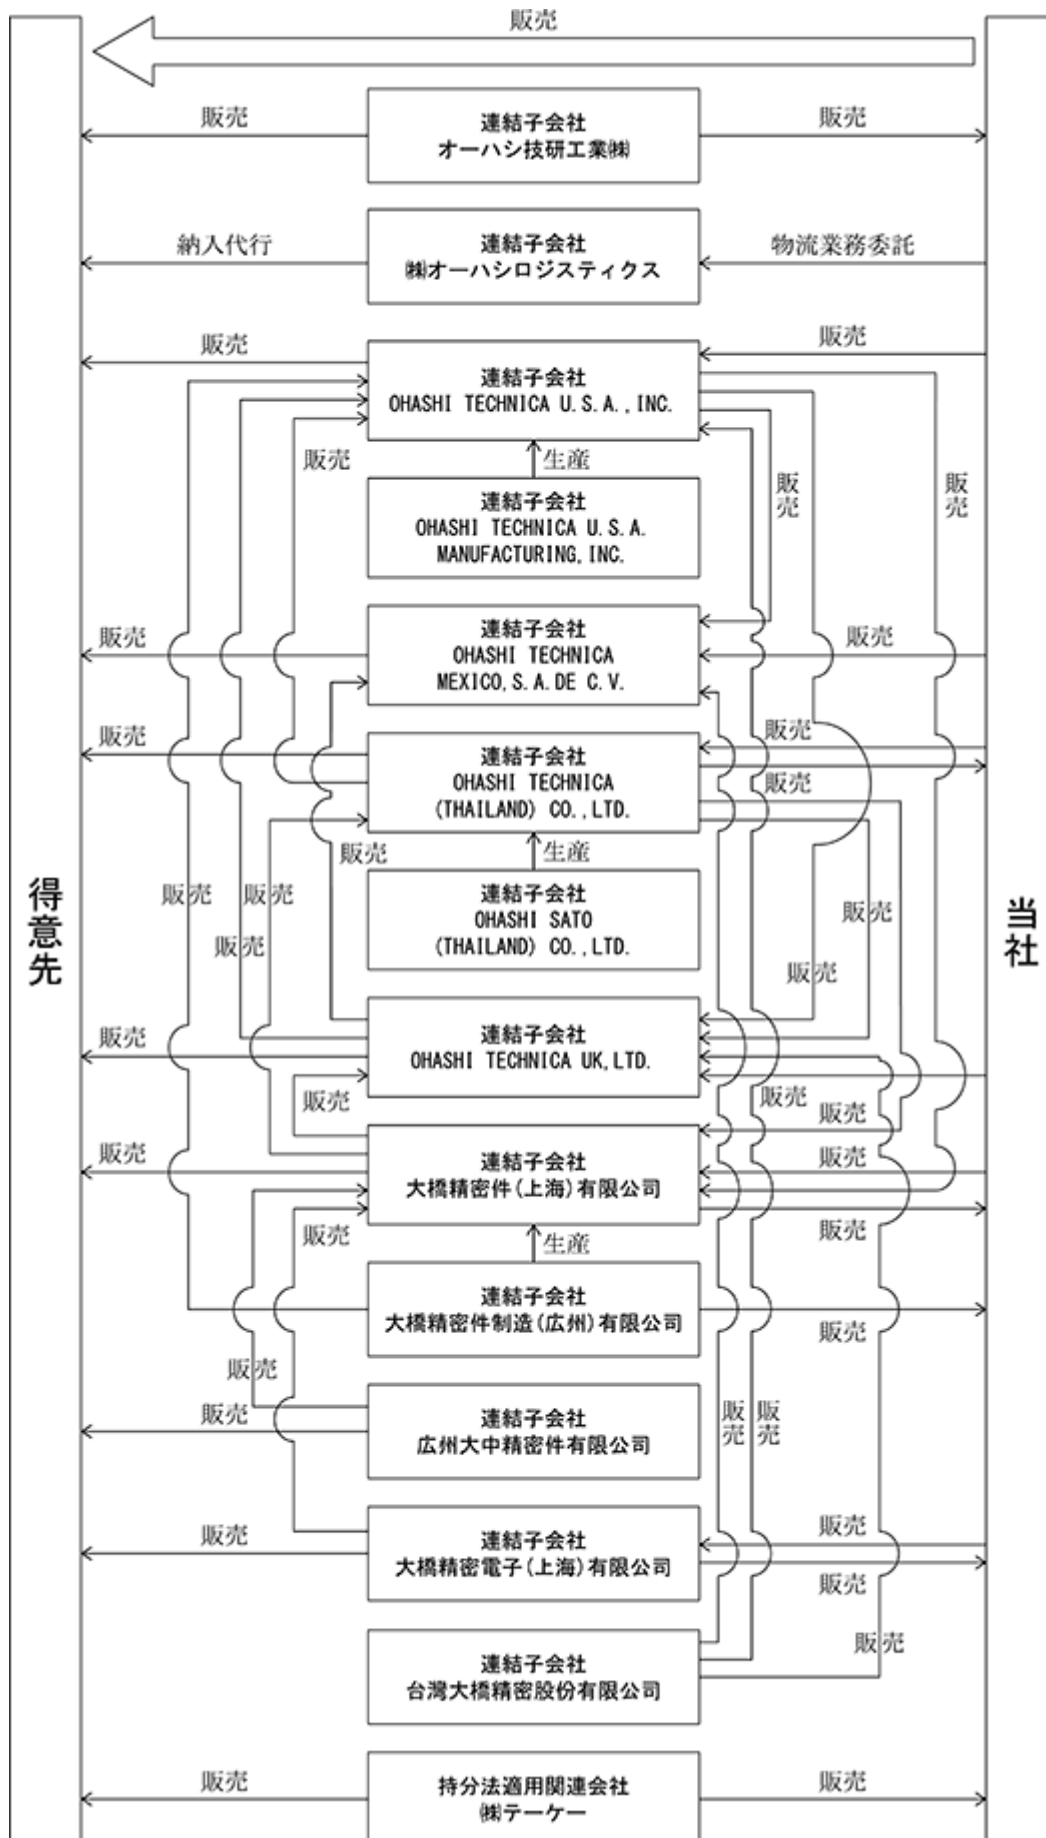 販売
販売
連結子会社
オーハシ技研工業㈱
販売
納入代行
連結子会社
㈱オーハシロジスティクス
物流業務委託
販売
連結子会社
OHASHI TECHNICA U.S.A.,INC.
販売
販売
生産
販売
販売
連結子会社
OHASHI TECHNICA U.S.A.
MANUFACTURING,INC.
販売
連結子会社
OHASHI TECHNICA
MEXICO,S.A.DE C.V.
販売
販売
連結子会社
OHASHI TECHNICA
(THAILAND) CO.,LTD.
販売
販売
販売
生産
販売
販売
販売
連結子会社
OHASHI SATO
(THAILAND) CO.,LTD.
販売
販売
販売
得意先
当社
販売
連結子会社
OHASHI TECHNICA UK,LTD.
販売
販売
販売
販売
連結子会社
大橋精密件(上海)有限公司
販売
販売
生産
販売
連結子会社
大橋精密件制造(広州)有限公司
販売
販売
販売
連結子会社
広州大中精密件有限公司
販売
販売
販売
連結子会社
大橋精密電子(上海)有限公司
販売
販売
連結子会社
台湾大橋精密股份有限公司
販売
販売
持分法適用関連会社
㈱テーケー
販売